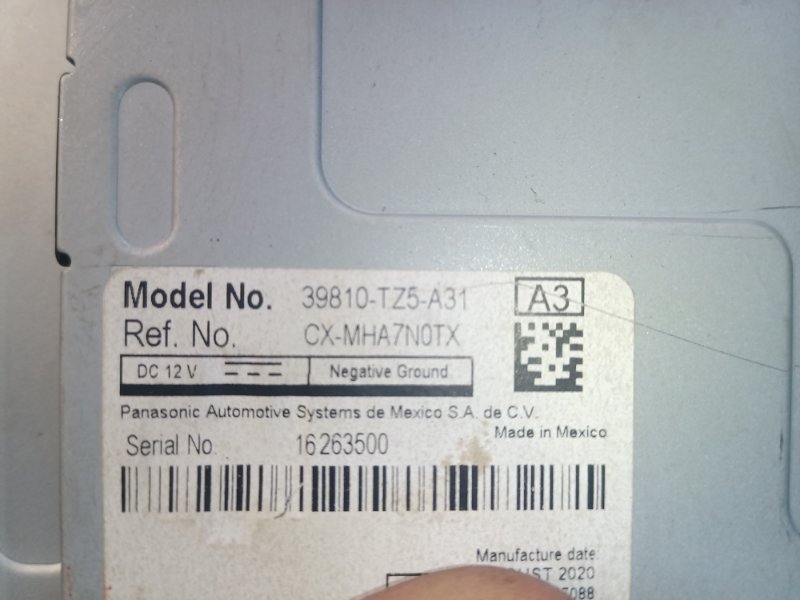 Model No. 39810-TZ5-A31 A3
Ref. No. CX-MHA7N0TX
DC 12 V Negative Ground
Panasonic Automotive Systems de Mexico S.A. de C.V.
Made in Mexico
Serial No. 16263500
Manufacture date
2020